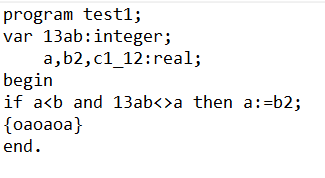 program test1;
var 13ab:integer;
    a,b2,c1_12:real;
begin
if a<b and 13ab<>a then a:=b2;
{oaoaoa}
end.